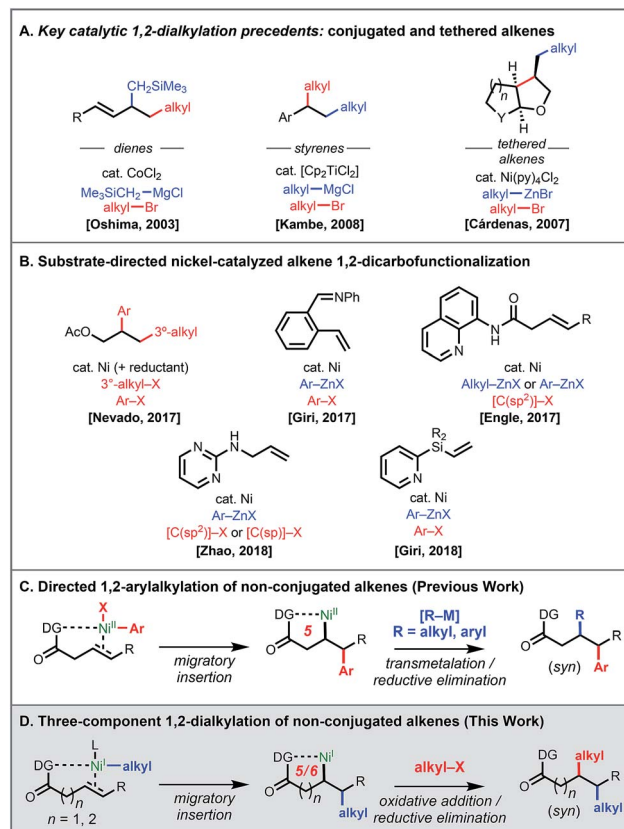 A. Key catalytic 1,2-dialkylation precedents: conjugated and tethered alkenes
CH₂SiMe₃
R
alkyl
dienes
cat. CoCl₂
Me₃SiCH₂–MgCl
alkyl–Br
[Oshima, 2003]
alkyl
Ar
alkyl
styrenes
cat. [Cp₂TiCl₂]
alkyl–MgCl
alkyl–Br
[Kambe, 2008]
alkyl
H
( )n
Y
O
H
tethered
alkenes
cat. Ni(py)₄Cl₂
alkyl–ZnBr
alkyl–Br
[Cárdenas, 2007]
B. Substrate-directed nickel-catalyzed alkene 1,2-dicarbofunctionalization
Ar
AcO
3º-alkyl
cat. Ni (+ reductant)
3°-alkyl–X
Ar–X
[Nevado, 2017]
NPh
cat. Ni
Ar–ZnX
Ar–X
[Giri, 2017]
O
N
N
H
R
cat. Ni
Alkyl–ZnX or Ar–ZnX
[C(sp²)]–X
[Engle, 2017]
N
H
N
N
cat. Ni
Ar–ZnX
[C(sp²)]–X or [C(sp)]–X
[Zhao, 2018]
R₂
Si
N
cat. Ni
Ar–ZnX
Ar–X
[Giri, 2018]
C. Directed 1,2-arylalkylation of non-conjugated alkenes (Previous Work)
X
DG
Niᴵᴵ
Ar
O
R
migratory
insertion
DG
Niᴵᴵ
5
O
R
Ar
[R–M]
R = alkyl, aryl
transmetalation /
reductive elimination
DG
R
O
R
(syn)
Ar
D. Three-component 1,2-dialkylation of non-conjugated alkenes (This Work)
L
DG
Niᴵ
alkyl
O
( )n
R
n = 1, 2
migratory
insertion
DG
Niᴵ
5/6
O
( )n
R
alkyl
alkyl–X
oxidative addition /
reductive elimination
DG
alkyl
O
( )n
R
(syn)
alkyl